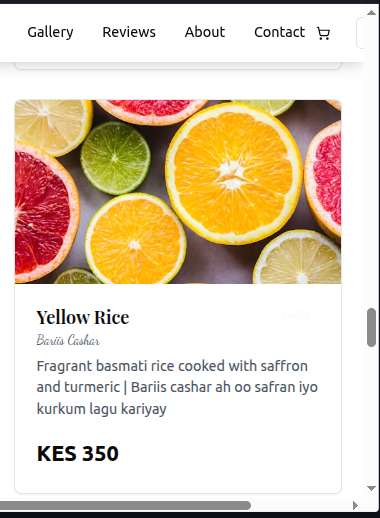 Gallery Reviews About Contact
Yellow Rice
Bariis Cashar
Fragrant basmati rice cooked with saffron
and turmeric | Bariis cashar ah oo safran iyo
kurkum lagu kariyay
KES 350